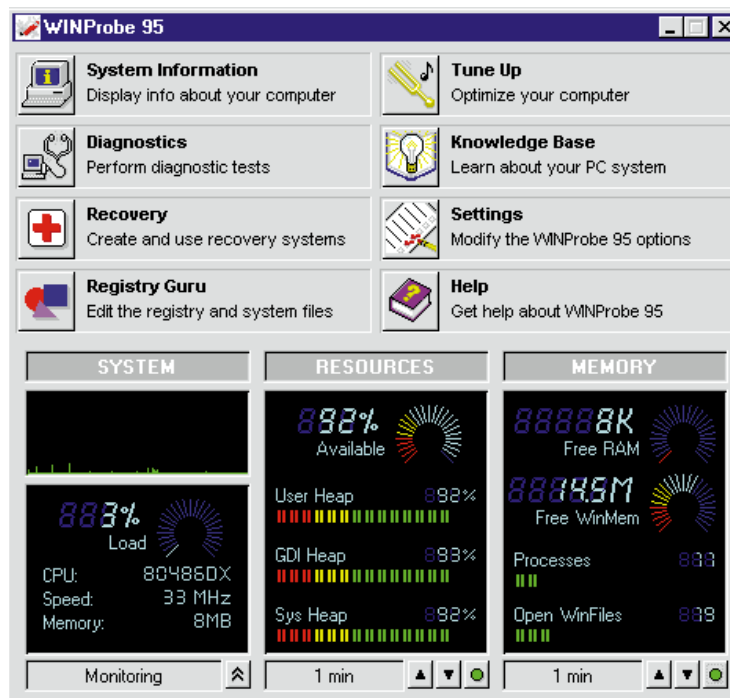 WINProbe 95
System Information
Display info about your computer
Tune Up
Optimize your computer
Diagnostics
Perform diagnostic tests
Knowledge Base
Learn about your PC system
Recovery
Create and use recovery systems
Settings
Modify the WINProbe 95 options
Registry Guru
Edit the registry and system files
Help
Get help about WINProbe 95
SYSTEM
3%
Load
CPU: 80486DX
Speed: 33 MHz
Memory: 8MB
Monitoring
RESOURCES
92%
Available
User Heap 92%
GDI Heap 93%
Sys Heap 92%
1 min
MEMORY
8K
Free RAM
14.5M
Free WinMem
Processes
Open WinFiles
1 min